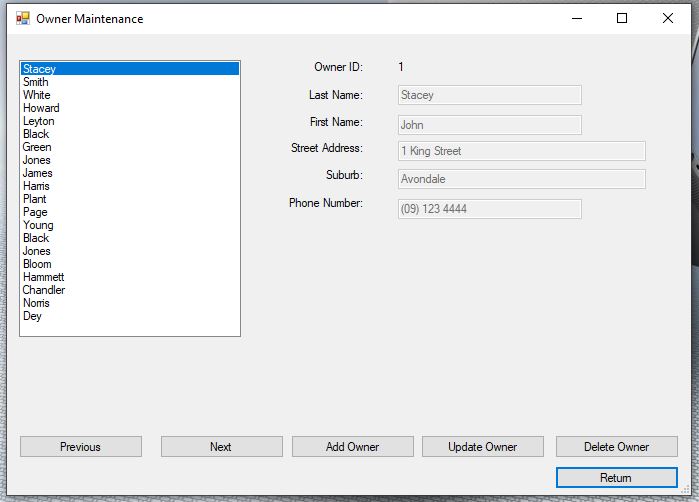 Owner Maintenance
Stacey
Smith
White
Howard
Leyton
Black
Green
Jones
James
Harris
Plant
Page
Young
Black
Jones
Bloom
Hammett
Chandler
Norris
Dey
Owner ID: 1
Last Name: Stacey
First Name: John
Street Address: 1 King Street
Suburb: Avondale
Phone Number: (09) 123 4444
Previous Next Add Owner Update Owner Delete Owner
Return